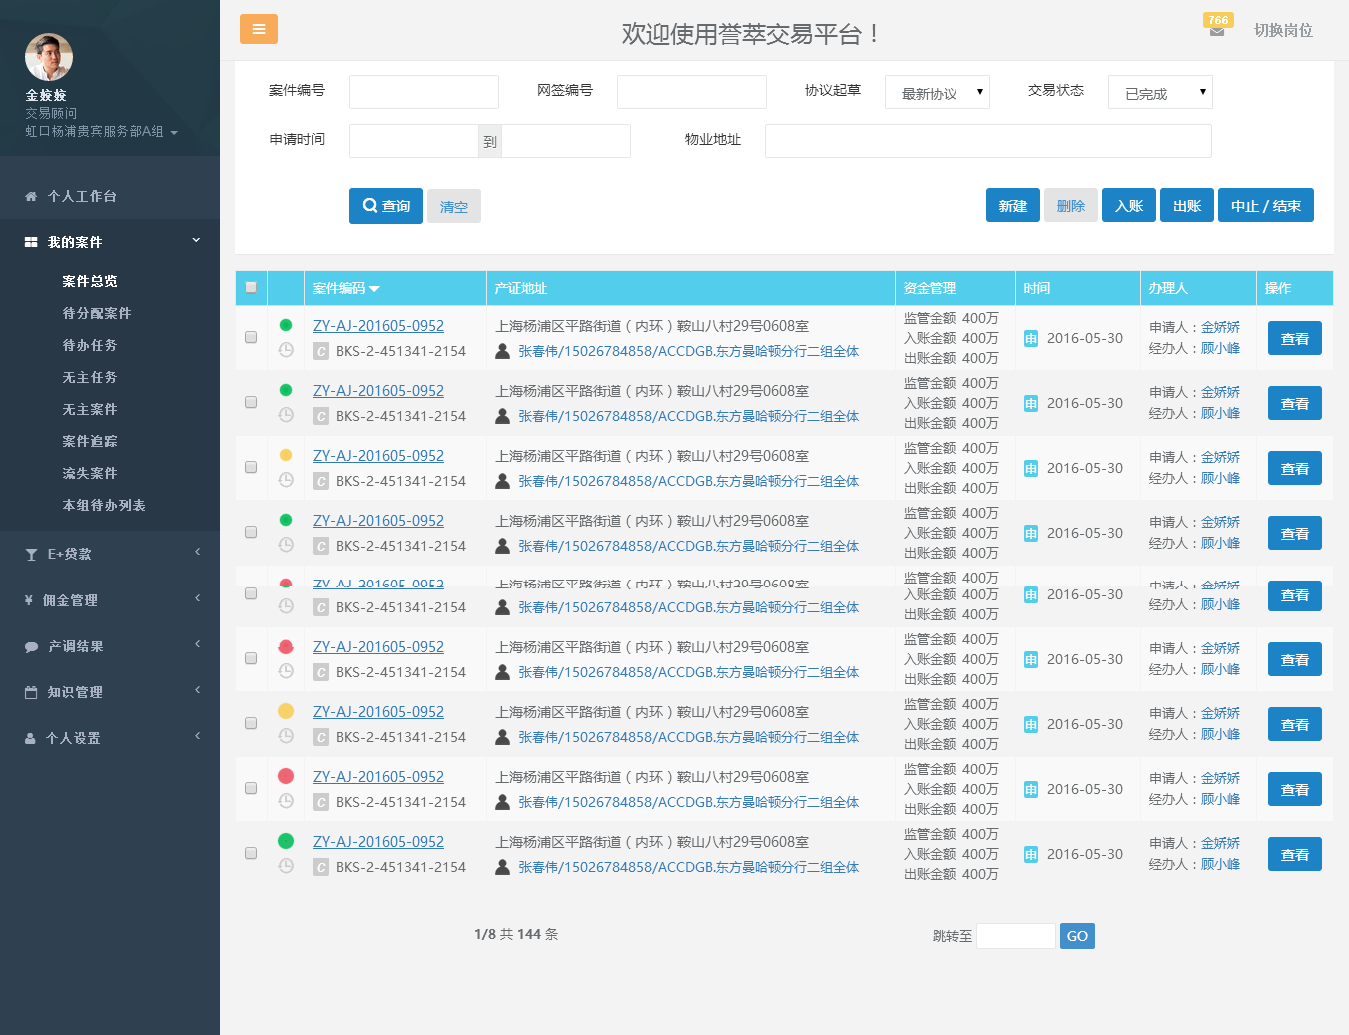 欢迎使用誉萃交易平台！
766
切换岗位
金姣姣
交易顾问
虹口杨浦贵宾服务部A组
个人工作台
我的案件
案件总览
待分配案件
待办任务
无主任务
无主案件
案件追踪
流失案件
本组待办列表
E+贷款
¥ 佣金管理
产调结果
知识管理
个人设置
案件编号 网签编号 协议起草 最新协议 交易状态 已完成
申请时间 到 物业地址
查询 清空 新建 删除 入账 出账 中止 / 结束
案件编码 产证地址 资金管理 时间 办理人 操作
监管金额 400万
ZY-AJ-201605-0952 上海杨浦区平路街道（内环）鞍山八村29号0608室 申请人：金娇娇
入账金额 400万 申 2016-05-30 查看
C BKS-2-451341-2154 张春伟/15026784858/ACCDGB.东方曼哈顿分行二组全体 经办人：顾小峰
出账金额 400万
监管金额 400万
ZY-AJ-201605-0952 上海杨浦区平路街道（内环）鞍山八村29号0608室 申请人：金娇娇
入账金额 400万 申 2016-05-30 查看
C BKS-2-451341-2154 张春伟/15026784858/ACCDGB.东方曼哈顿分行二组全体 经办人：顾小峰
出账金额 400万
监管金额 400万
ZY-AJ-201605-0952 上海杨浦区平路街道（内环）鞍山八村29号0608室 申请人：金娇娇
入账金额 400万 申 2016-05-30 查看
C BKS-2-451341-2154 张春伟/15026784858/ACCDGB.东方曼哈顿分行二组全体 经办人：顾小峰
出账金额 400万
监管金额 400万
ZY-AJ-201605-0952 上海杨浦区平路街道（内环）鞍山八村29号0608室 申请人：金娇娇
入账金额 400万 申 2016-05-30 查看
C BKS-2-451341-2154 张春伟/15026784858/ACCDGB.东方曼哈顿分行二组全体 经办人：顾小峰
出账金额 400万
监管金额 400万
ZY-AJ-201605-0952 上海杨浦区平路街道（内环）鞍山八村29号0608室 申请人：金娇娇
入账金额 400万 申 2016-05-30 查看
C BKS-2-451341-2154 张春伟/15026784858/ACCDGB.东方曼哈顿分行二组全体 经办人：顾小峰
出账金额 400万
监管金额 400万
ZY-AJ-201605-0952 上海杨浦区平路街道（内环）鞍山八村29号0608室 申请人：金娇娇
入账金额 400万 申 2016-05-30 查看
C BKS-2-451341-2154 张春伟/15026784858/ACCDGB.东方曼哈顿分行二组全体 经办人：顾小峰
出账金额 400万
监管金额 400万
ZY-AJ-201605-0952 上海杨浦区平路街道（内环）鞍山八村29号0608室 申请人：金娇娇
入账金额 400万 申 2016-05-30 查看
C BKS-2-451341-2154 张春伟/15026784858/ACCDGB.东方曼哈顿分行二组全体 经办人：顾小峰
出账金额 400万
监管金额 400万
ZY-AJ-201605-0952 上海杨浦区平路街道（内环）鞍山八村29号0608室 申请人：金娇娇
入账金额 400万 申 2016-05-30 查看
C BKS-2-451341-2154 张春伟/15026784858/ACCDGB.东方曼哈顿分行二组全体 经办人：顾小峰
出账金额 400万
监管金额 400万
ZY-AJ-201605-0952 上海杨浦区平路街道（内环）鞍山八村29号0608室 申请人：金娇娇
入账金额 400万 申 2016-05-30 查看
C BKS-2-451341-2154 张春伟/15026784858/ACCDGB.东方曼哈顿分行二组全体 经办人：顾小峰
出账金额 400万
1/8 共 144 条 跳转至 GO